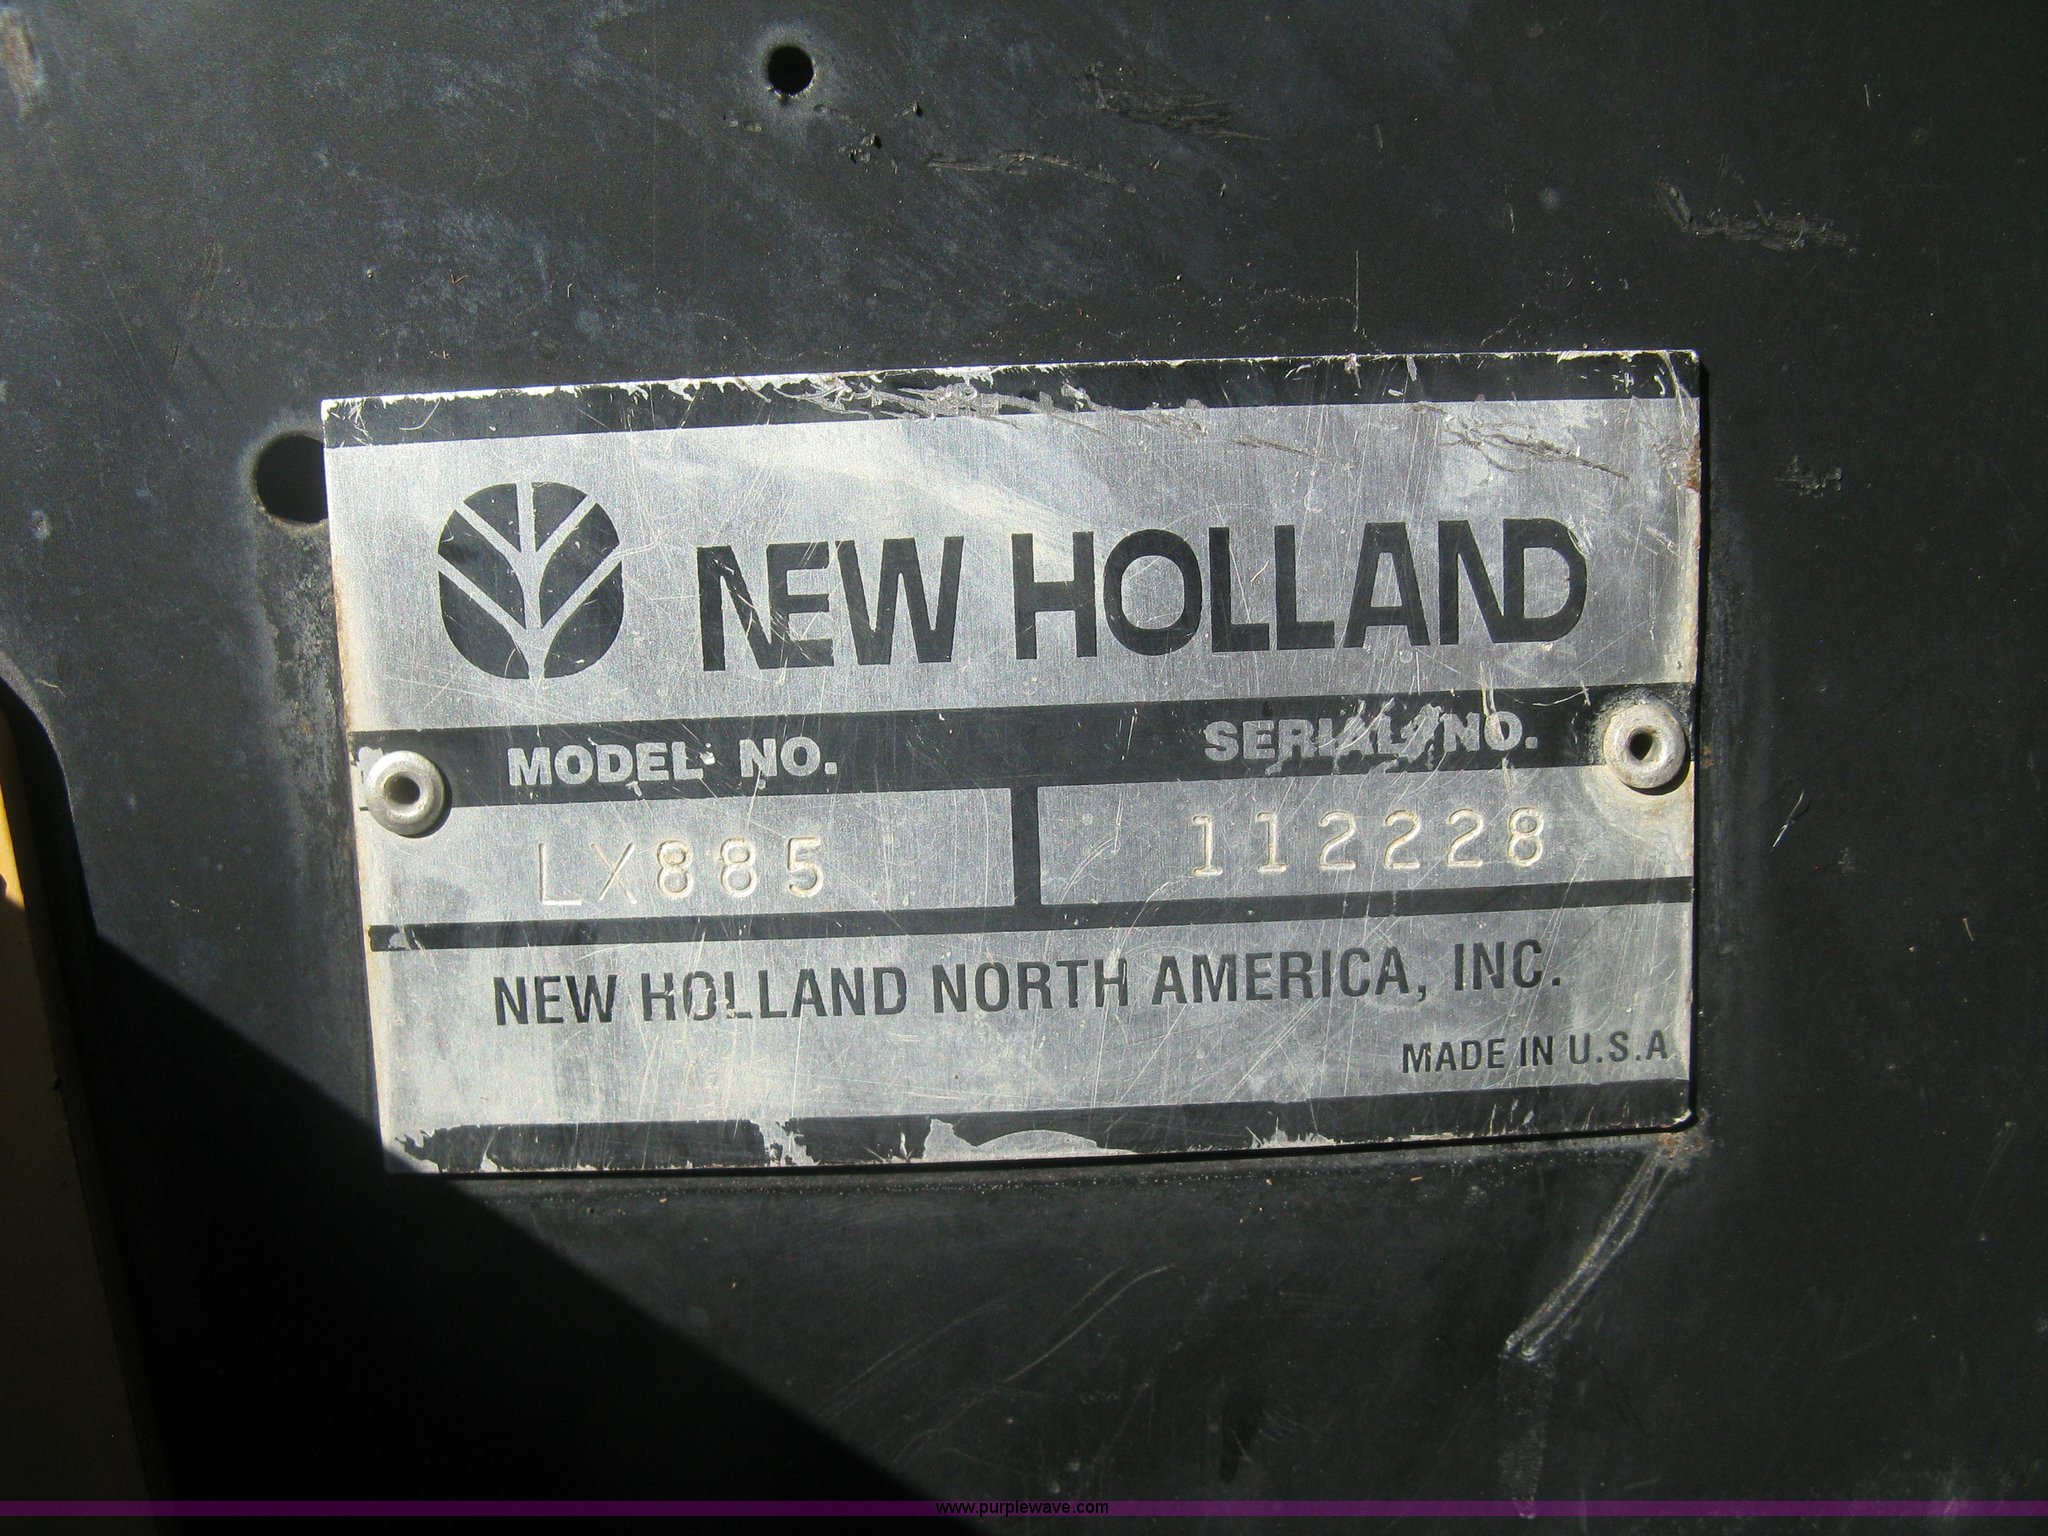 NEW HOLLAND
MODEL NO. SERIAL NO.
LX885 112228
NEW HOLLAND NORTH AMERICA, INC.
MADE IN U.S.A
www.purplewave.com